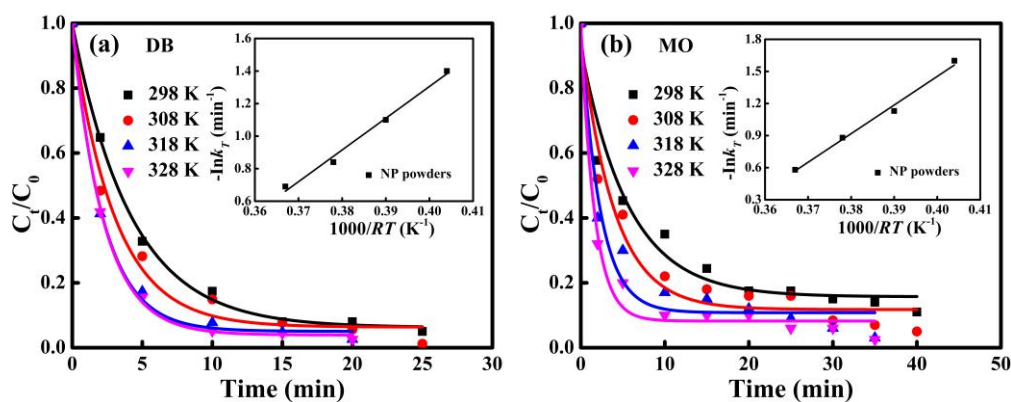 (a) DB
298 K
308 K
318 K
328 K
C_t/C_0
1.0
0.8
0.6
0.4
0.2
0.0
0 5 10 15 20 25 30
Time (min)
-lnk_T (min⁻¹)
1.6
1.4
1.2
1.0
0.8
0.6
0.4
NP powders
0.36 0.37 0.38 0.39 0.40 0.41
1000/RT (K⁻¹)
(b) MO
298 K
308 K
318 K
328 K
C_t/C_0
1.0
0.8
0.6
0.4
0.2
0.0
0 10 20 30 40 50
Time (min)
-lnk_T (min⁻¹)
1.8
1.5
1.2
0.9
0.6
0.3
NP powders
0.36 0.37 0.38 0.39 0.40 0.41
1000/RT (K⁻¹)